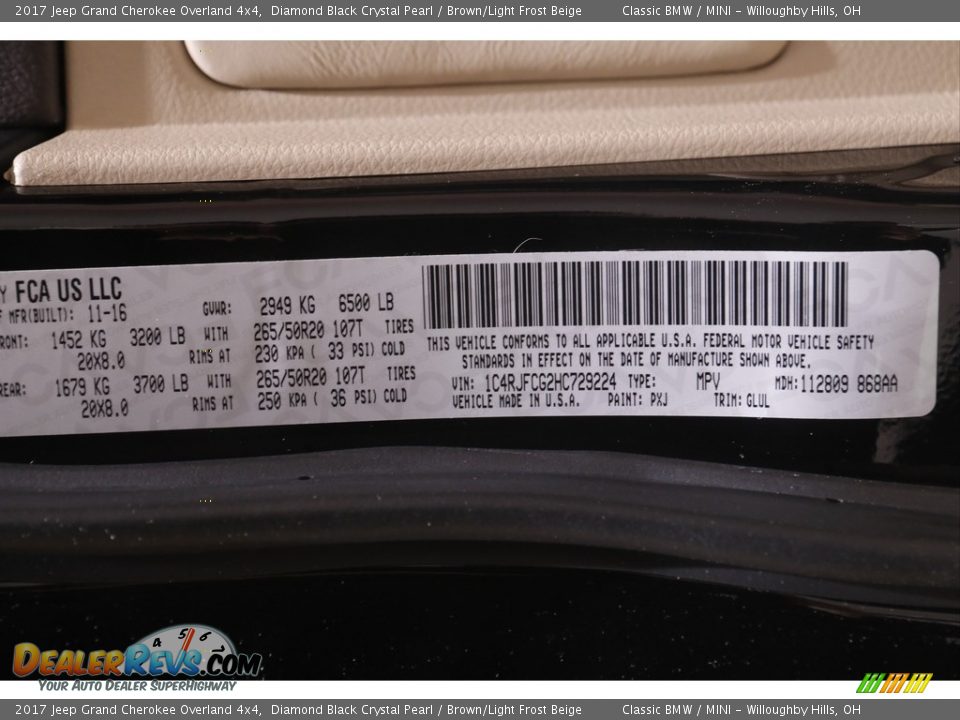 2017 Jeep Grand Cherokee Overland 4x4, Diamond Black Crystal Pearl / Brown/Light Frost Beige Classic BMW / MINI – Willoughby Hills, OH
FCA US LLC
MFR(BUILT): 11-16 GVWR: 2949 KG 6500 LB
RONT: 1452 KG 3200 LB WITH 265/50R20 107T TIRES
20X8.0 RIMS AT 230 KPA ( 33 PSI) COLD
REAR: 1679 KG 3700 LB WITH 265/50R20 107T TIRES
20X8.0 RIMS AT 250 KPA ( 36 PSI) COLD
THIS VEHICLE CONFORMS TO ALL APPLICABLE U.S.A. FEDERAL MOTOR VEHICLE SAFETY
STANDARDS IN EFFECT ON THE DATE OF MANUFACTURE SHOWN ABOVE.
VIN: 1C4RJFCG2HC729224 TYPE: MPV MDH:112809 868AA
VEHICLE MADE IN U.S.A. PAINT: PXJ TRIM: GLUL
4 5 6
DEALERREVS.COM
YOUR AUTO DEALER SUPERHIGHWAY
2017 Jeep Grand Cherokee Overland 4x4, Diamond Black Crystal Pearl / Brown/Light Frost Beige Classic BMW / MINI – Willoughby Hills, OH